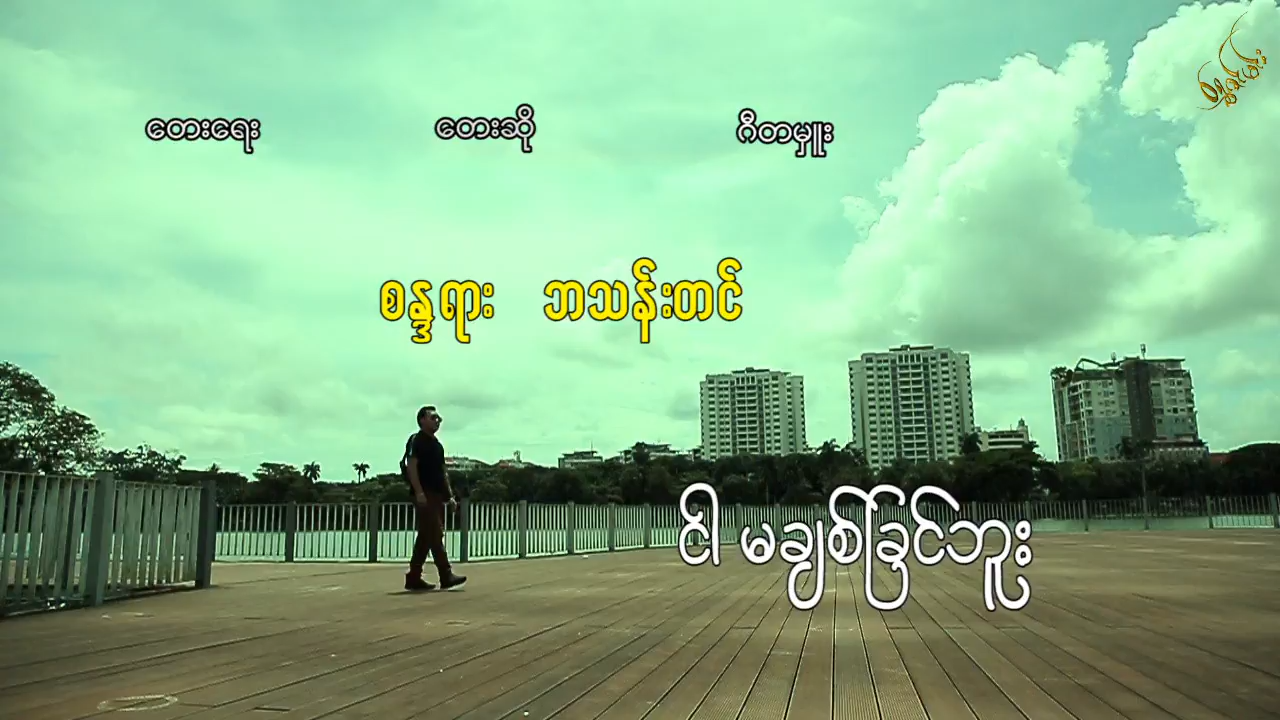 တေးရေး တေးဆို ဂီတမှူး
စန္ဒရား ဘသန်းတင်
ငါ မချစ်ခြင်ဘူး